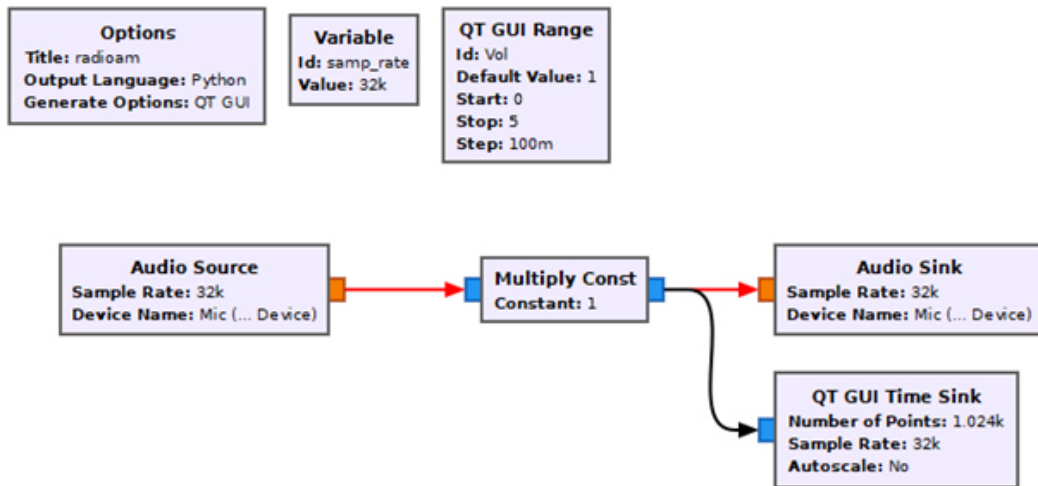 Options
Title: radioam
Output Language: Python
Generate Options: QT GUI
Variable
Id: samp_rate
Value: 32k
QT GUI Range
Id: Vol
Default Value: 1
Start: 0
Stop: 5
Step: 100m
Audio Source
Sample Rate: 32k
Device Name: Mic (... Device)
Multiply Const
Constant: 1
Audio Sink
Sample Rate: 32k
Device Name: Mic (... Device)
QT GUI Time Sink
Number of Points: 1.024k
Sample Rate: 32k
Autoscale: No